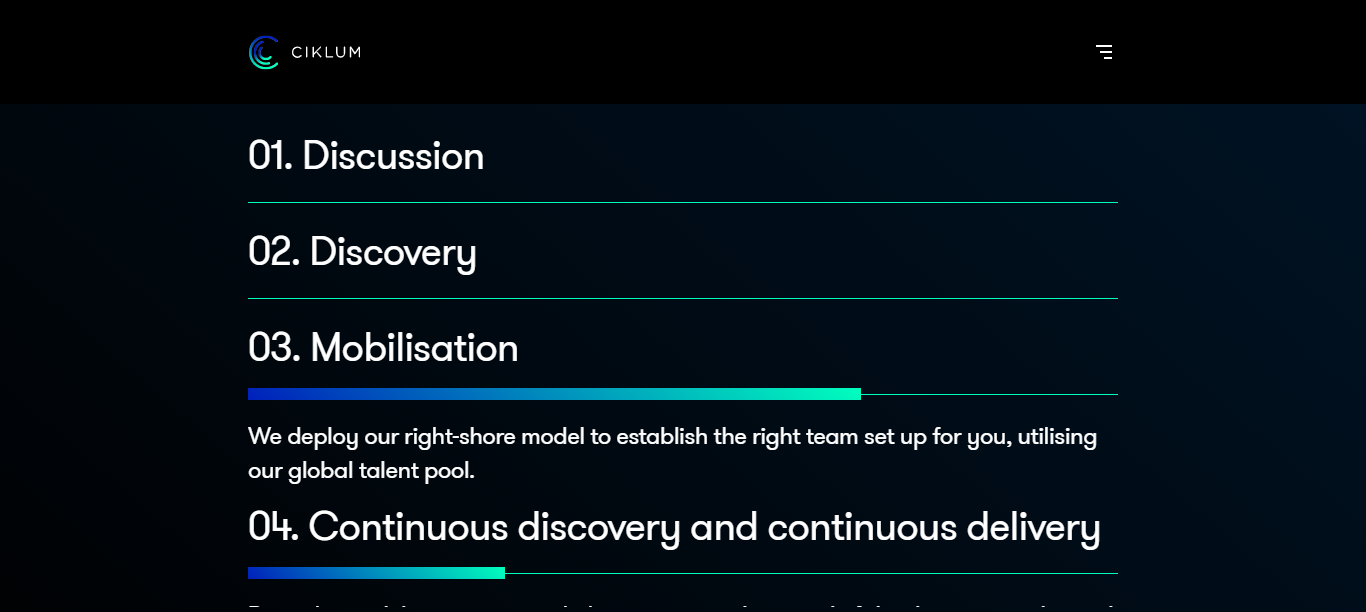 CIKLUM
01. Discussion
02. Discovery
03. Mobilisation
We deploy our right-shore model to establish the right team set up for you, utilising
our global talent pool.
04. Continuous discovery and continuous delivery